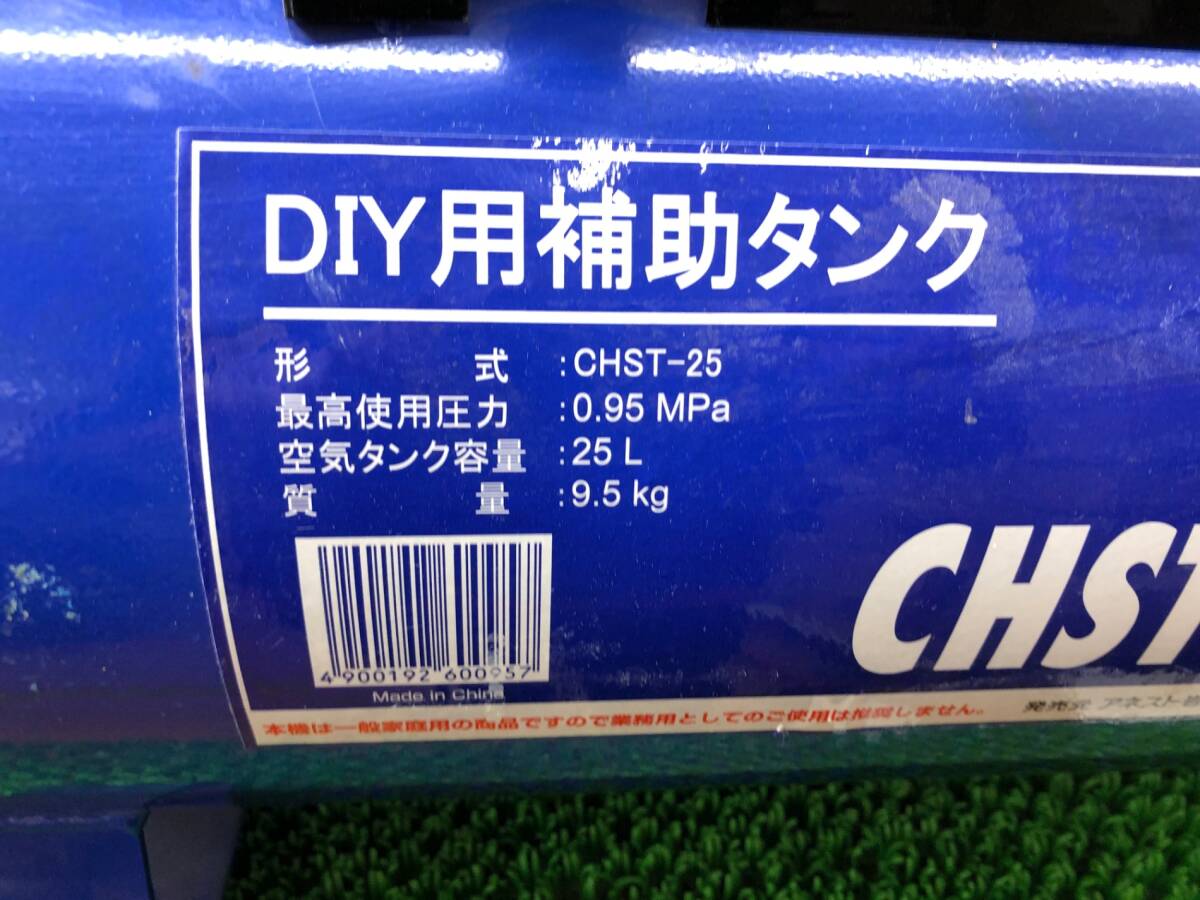 DIY用補助タンク
形　　　式 :CHST-25
最高使用圧力 :0.95 MPa
空気タンク容量 :25 L
質　　　量 :9.5 kg
CHST
4 900192 600957
Made in China
本機は一般家庭用の商品ですので業務用としてのご使用は推奨しません。
発売元 アネスト